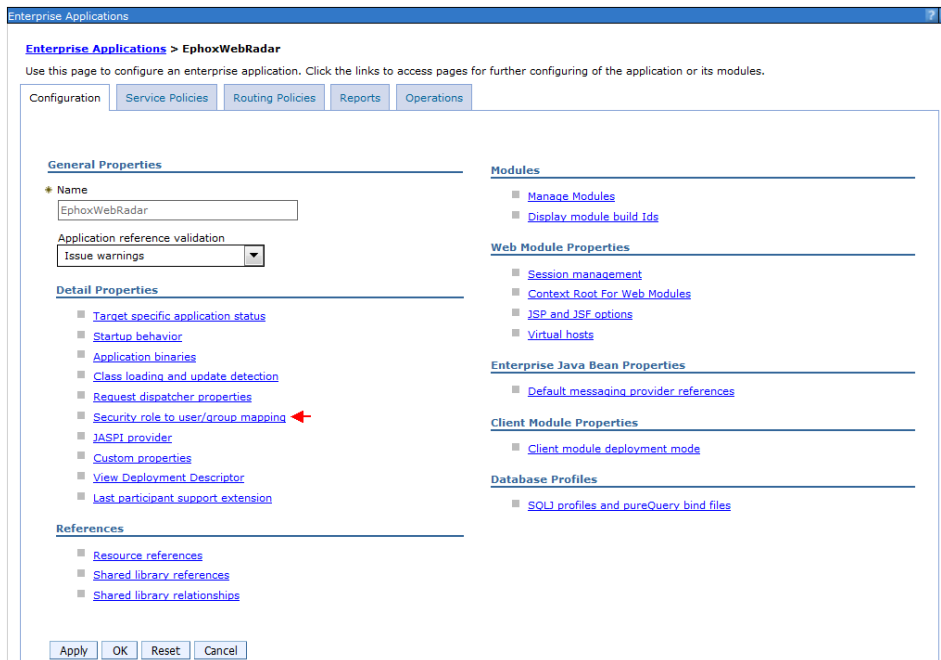 Enterprise Applications
?
Enterprise Applications > EphoxWebRadar
Use this page to configure an enterprise application. Click the links to access pages for further configuring of the application or its modules.
Configuration Service Policies Routing Policies Reports Operations
General Properties
* Name
EphoxWebRadar
Application reference validation
Issue warnings
Detail Properties
Target specific application status
Startup behavior
Application binaries
Class loading and update detection
Request dispatcher properties
Security role to user/group mapping
JASPI provider
Custom properties
View Deployment Descriptor
Last participant support extension
References
Resource references
Shared library references
Shared library relationships
Modules
Manage Modules
Display module build Ids
Web Module Properties
Session management
Context Root For Web Modules
JSP and JSF options
Virtual hosts
Enterprise Java Bean Properties
Default messaging provider references
Client Module Properties
Client module deployment mode
Database Profiles
SQLJ profiles and pureQuery bind files
Apply OK Reset Cancel